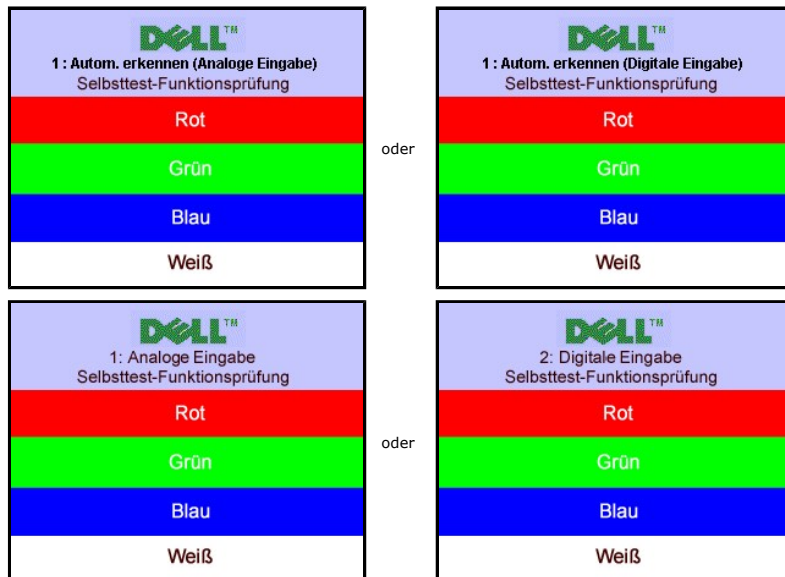 DELL™
1 : Autom. erkennen (Analoge Eingabe)
Selbsttest-Funktionsprüfung
Rot
Grün
Blau
Weiß
oder
DELL™
1 : Autom. erkennen (Digitale Eingabe)
Selbsttest-Funktionsprüfung
Rot
Grün
Blau
Weiß
DELL™
1: Analoge Eingabe
Selbsttest-Funktionsprüfung
Rot
Grün
Blau
Weiß
oder
DELL™
2: Digitale Eingabe
Selbsttest-Funktionsprüfung
Rot
Grün
Blau
Weiß